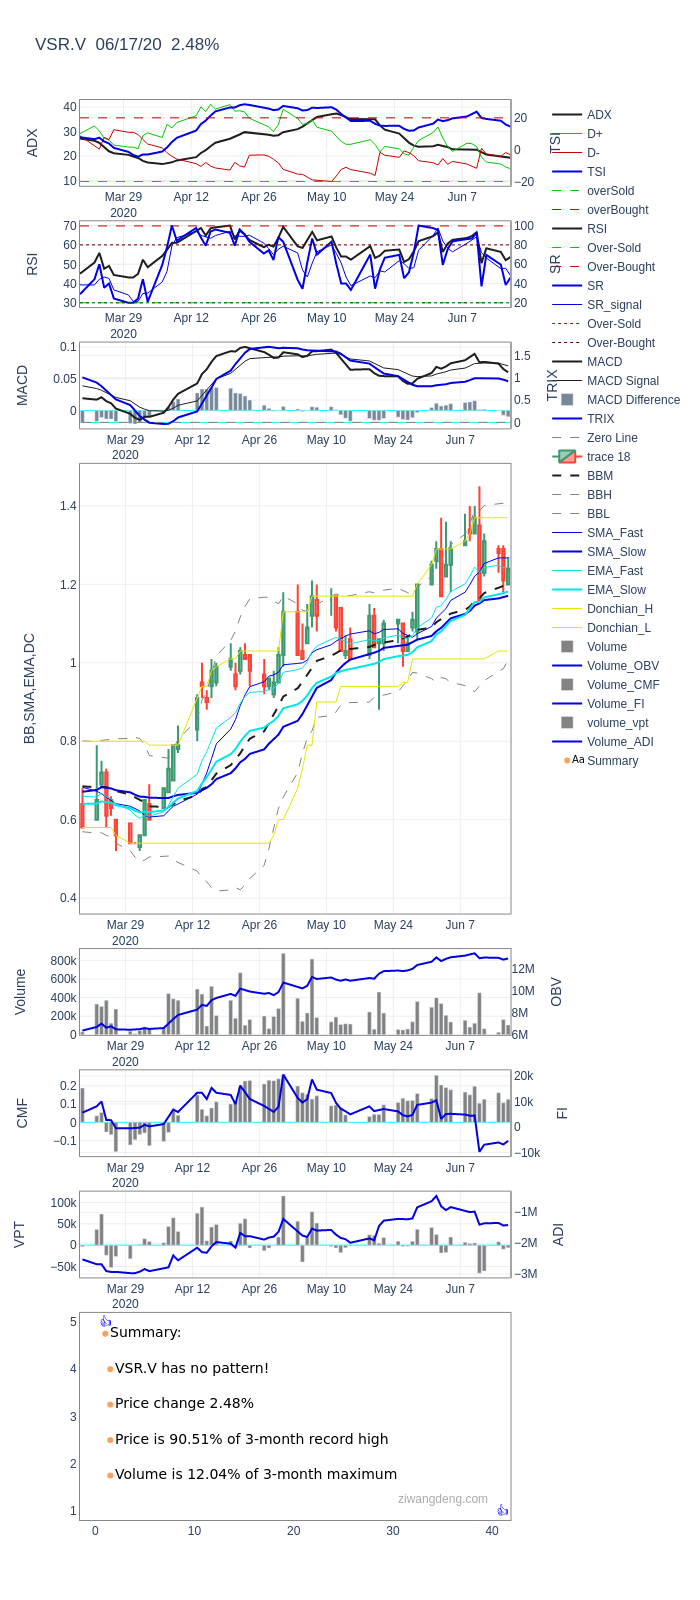 VSR.V  06/17/20  2.48%
40
30
20
10
ADX
20
0
−20
TSI
Mar 29
2020
Apr 12
Apr 26
May 10
May 24
Jun 7
70
60
50
40
30
RSI
100
80
60
40
20
SR
Mar 29
2020
Apr 12
Apr 26
May 10
May 24
Jun 7
0.1
0.05
0
MACD
1.5
1
0.5
0
TRIX
Mar 29
2020
Apr 12
Apr 26
May 10
May 24
Jun 7
1.4
1.2
1
0.8
0.6
0.4
BB,SMA,EMA,DC
Mar 29
2020
Apr 12
Apr 26
May 10
May 24
Jun 7
800k
600k
400k
200k
0
Volume
12M
10M
8M
6M
OBV
Mar 29
2020
Apr 12
Apr 26
May 10
May 24
Jun 7
0.2
0.1
0
−0.1
CMF
20k
10k
0
−10k
FI
Mar 29
2020
Apr 12
Apr 26
May 10
May 24
Jun 7
100k
50k
0
−50k
VPT
−1M
−2M
−3M
ADI
Mar 29
2020
Apr 12
Apr 26
May 10
May 24
Jun 7
5
4
3
2
1
Summary:
VSR.V has no pattern!
Price change 2.48%
Price is 90.51% of 3-month record high
Volume is 12.04% of 3-month maximum
ziwangdeng.com
0
10
20
30
40
ADX
D+
D-
TSI
overSold
overBought
RSI
Over-Sold
Over-Bought
SR
SR_signal
Over-Sold
Over-Bought
MACD
MACD Signal
MACD Difference
TRIX
Zero Line
trace 18
BBM
BBH
BBL
SMA_Fast
SMA_Slow
EMA_Fast
EMA_Slow
Donchian_H
Donchian_L
Volume
Volume_OBV
Volume_CMF
Volume_FI
volume_vpt
Volume_ADI
Aa Summary